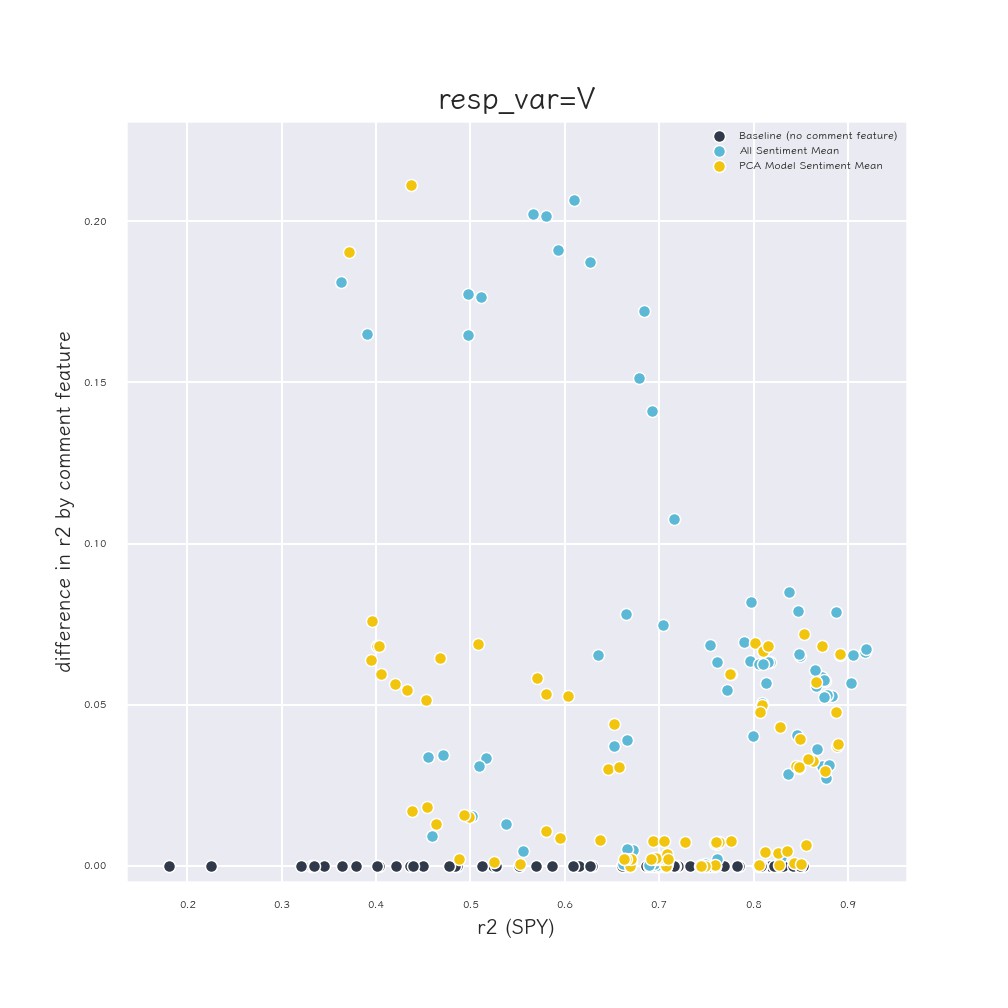 resp_var=V
Baseline (no comment feature)
All Sentiment Mean
PCA Model Sentiment Mean
difference in r2 by comment feature
0.20
0.15
0.10
0.05
0.00
0.2 0.3 0.4 0.5 0.6 0.7 0.8 0.9
r2 (SPY)